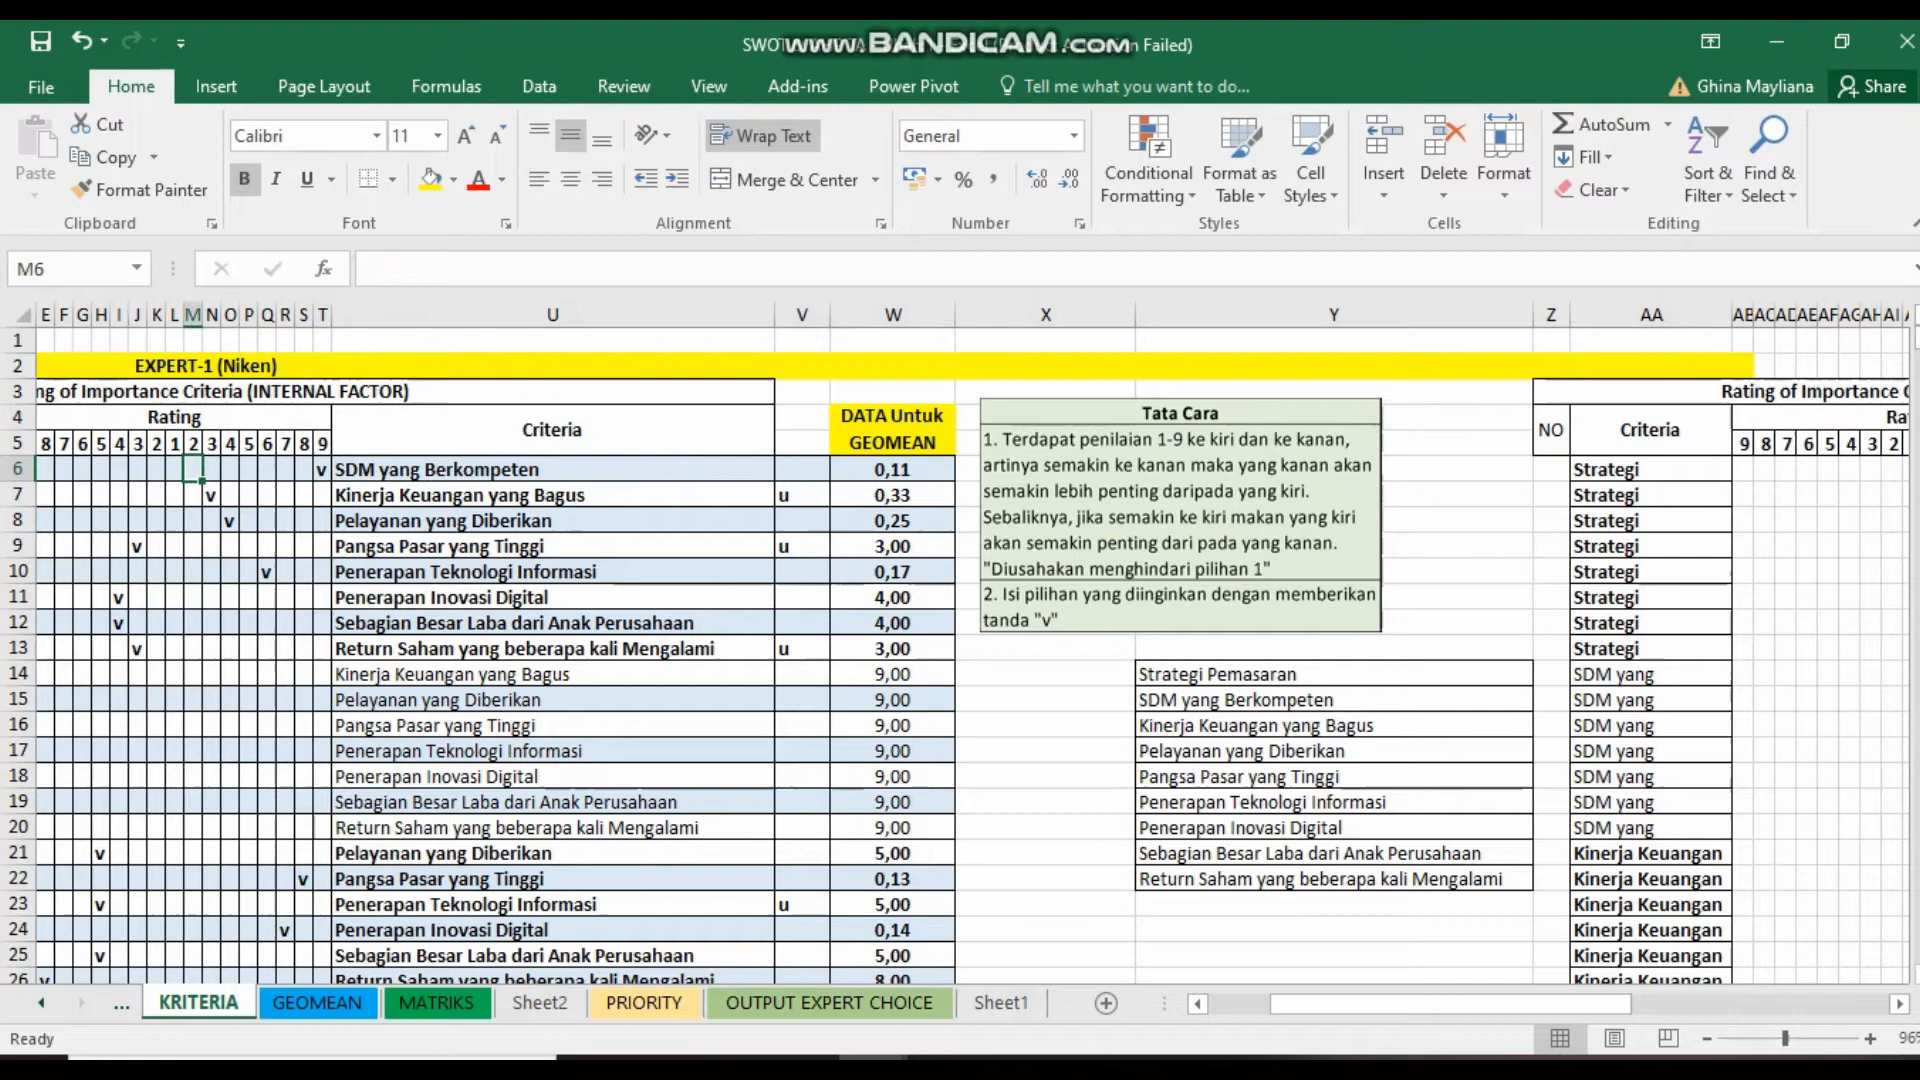 SWOT
www.BANDICAM.com
n Failed)
File Home Insert Page Layout Formulas Data Review View Add-ins Power Pivot Tell me what you want to do... Ghina Mayliana Share
Paste
Cut
Copy
Format Painter
Calibri 11
B I U
Wrap Text
Merge & Center
General
Conditional Formatting
Format as Table
Cell Styles
Insert Delete Format
AutoSum
Fill
Clear
Sort & Filter
Find & Select
Clipboard Font Alignment Number Styles Cells Editing
M6 fx
E F G H I J K L M N O P Q R S T U V W X Y Z AA AB AC AD AE AF AG AH AI
1
2 EXPERT-1 (Niken)
3 ng of Importance Criteria (INTERNAL FACTOR) Rating of Importance C
4 Rating Criteria DATA Untuk NO Criteria Ra
5 8 7 6 5 4 3 2 1 2 3 4 5 6 7 8 9 GEOMEAN 9 8 7 6 5 4 3 2
6 v SDM yang Berkompeten 0,11 Strategi
7 v Kinerja Keuangan yang Bagus u 0,33 Strategi
8 v Pelayanan yang Diberikan 0,25 Strategi
9 v Pangsa Pasar yang Tinggi u 3,00 Strategi
10 v Penerapan Teknologi Informasi 0,17 Strategi
11 v Penerapan Inovasi Digital 4,00 Strategi
12 v Sebagian Besar Laba dari Anak Perusahaan 4,00 Strategi
13 v Return Saham yang beberapa kali Mengalami u 3,00 Strategi
Tata Cara
1. Terdapat penilaian 1-9 ke kiri dan ke kanan,
artinya semakin ke kanan maka yang kanan akan
semakin lebih penting daripada yang kiri.
Sebaliknya, jika semakin ke kiri makan yang kiri
akan semakin penting dari pada yang kanan.
"Diusahakan menghindari pilihan 1"
2. Isi pilihan yang diinginkan dengan memberikan
tanda "v"
14 Kinerja Keuangan yang Bagus 9,00 Strategi Pemasaran SDM yang
15 Pelayanan yang Diberikan 9,00 SDM yang Berkompeten SDM yang
16 Pangsa Pasar yang Tinggi 9,00 Kinerja Keuangan yang Bagus SDM yang
17 Penerapan Teknologi Informasi 9,00 Pelayanan yang Diberikan SDM yang
18 Penerapan Inovasi Digital 9,00 Pangsa Pasar yang Tinggi SDM yang
19 Sebagian Besar Laba dari Anak Perusahaan 9,00 Penerapan Teknologi Informasi SDM yang
20 Return Saham yang beberapa kali Mengalami 9,00 Penerapan Inovasi Digital SDM yang
21 v Pelayanan yang Diberikan 5,00 Sebagian Besar Laba dari Anak Perusahaan Kinerja Keuangan
22 v Pangsa Pasar yang Tinggi 0,13 Return Saham yang beberapa kali Mengalami Kinerja Keuangan
23 v Penerapan Teknologi Informasi u 5,00 Kinerja Keuangan
24 v Penerapan Inovasi Digital 0,14 Kinerja Keuangan
25 v Sebagian Besar Laba dari Anak Perusahaan 5,00 Kinerja Keuangan
26 v Return Saham yang beberapa kali Mengalami 8,00 Kinerja Keuangan
... KRITERIA GEOMEAN MATRIKS Sheet2 PRIORITY OUTPUT EXPERT CHOICE Sheet1
Ready 96%